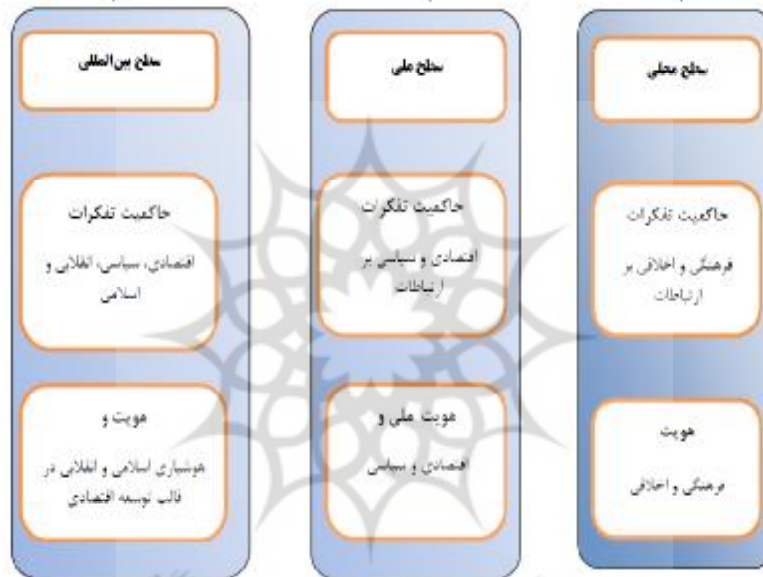 سطح محلی
حاکمیت تفکرات
فرهنگی و اخلاقی بر
ارتباطات
هویت
فرهنگی و اخلاقی
سطح ملی
حاکمیت تفکرات
اقتصادی و سیاسی بر
ارتباطات
هویت ملی و
اقتصادی و سیاسی
سطح بین‌المللی
حاکمیت تفکرات
اقتصادی، سیاسی، انقلابی و
اسلامی
هویت و
هوشیاری اسلامی و انقلابی در
قالب توسعه اقتصادی